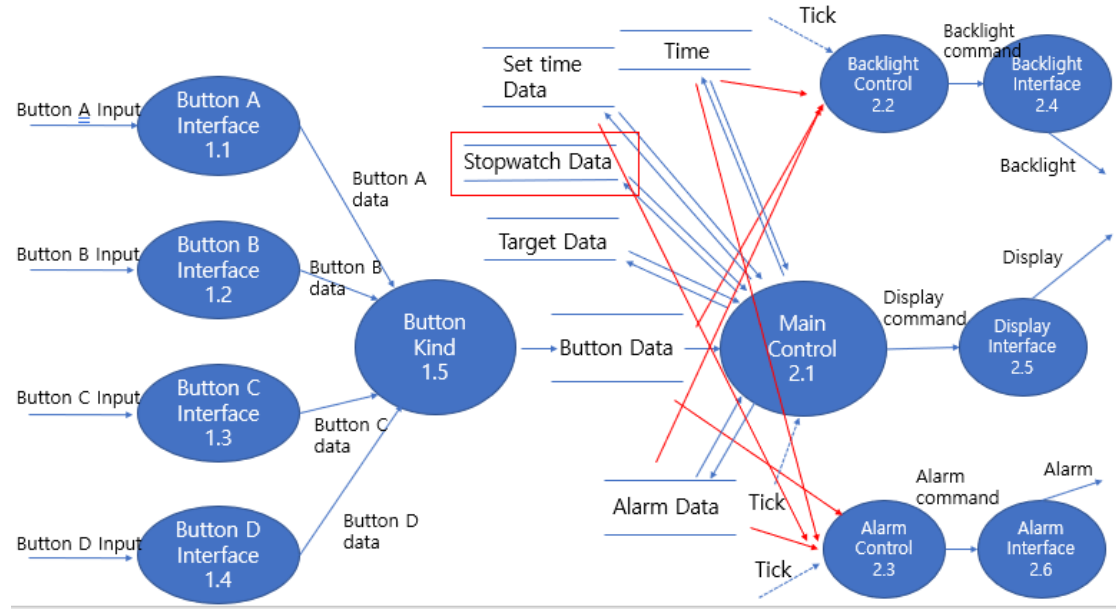 Button A Input
Button A
Interface
1.1
Button A
data
Button B Input
Button B
Interface
1.2
Button B
data
Button C Input
Button C
Interface
1.3
Button C
data
Button D Input
Button D
Interface
1.4
Button D
data
Button
Kind
1.5
Set time
Data
Time
Stopwatch Data
Target Data
Button Data
Alarm Data
Main
Control
2.1
Tick
Tick
Backlight
Control
2.2
Backlight
command
Backlight
Interface
2.4
Backlight
Display
command
Display
Interface
2.5
Display
Tick
Alarm
Control
2.3
Alarm
command
Alarm
Interface
2.6
Alarm